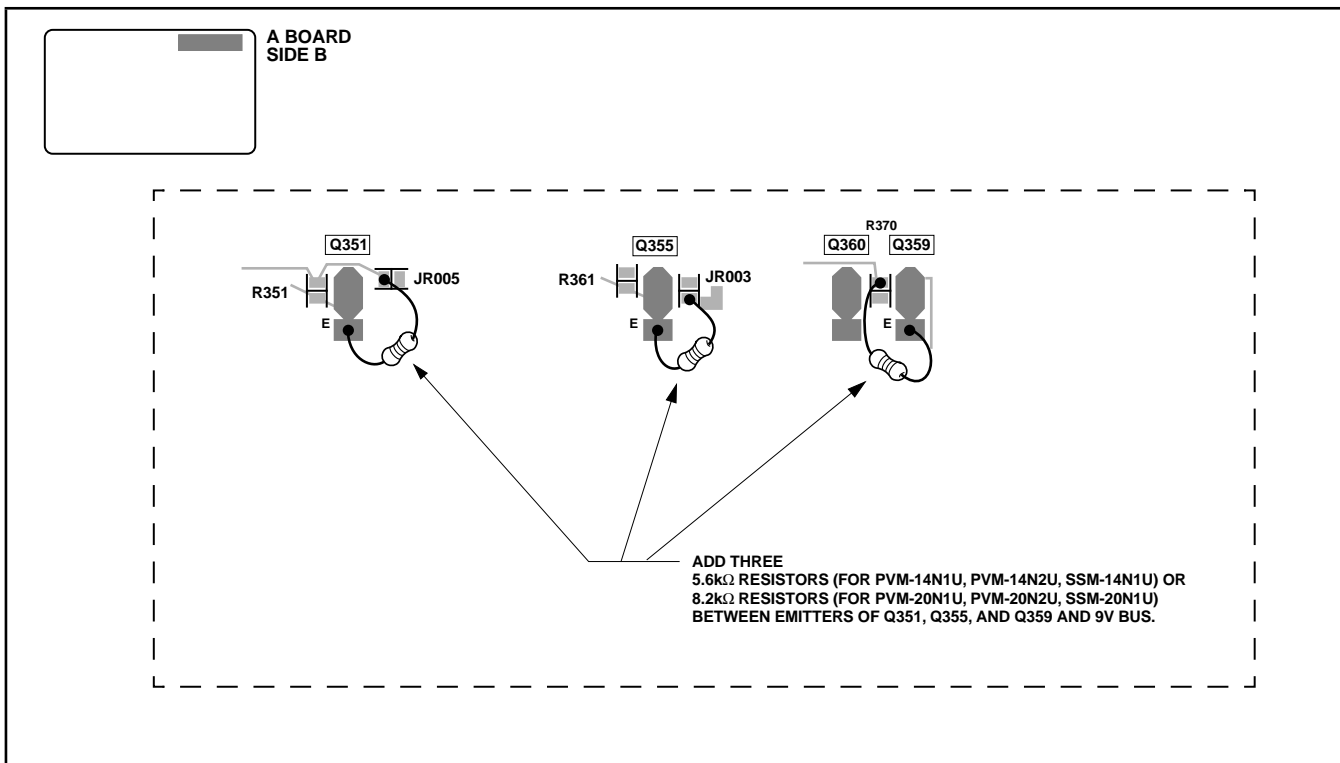 A BOARD
SIDE B
Q351
R351
JR005
E
Q355
R361
JR003
E
R370
Q360
Q359
E
ADD THREE
5.6kΩ RESISTORS (FOR PVM-14N1U, PVM-14N2U, SSM-14N1U) OR
8.2kΩ RESISTORS (FOR PVM-20N1U, PVM-20N2U, SSM-20N1U)
BETWEEN EMITTERS OF Q351, Q355, AND Q359 AND 9V BUS.